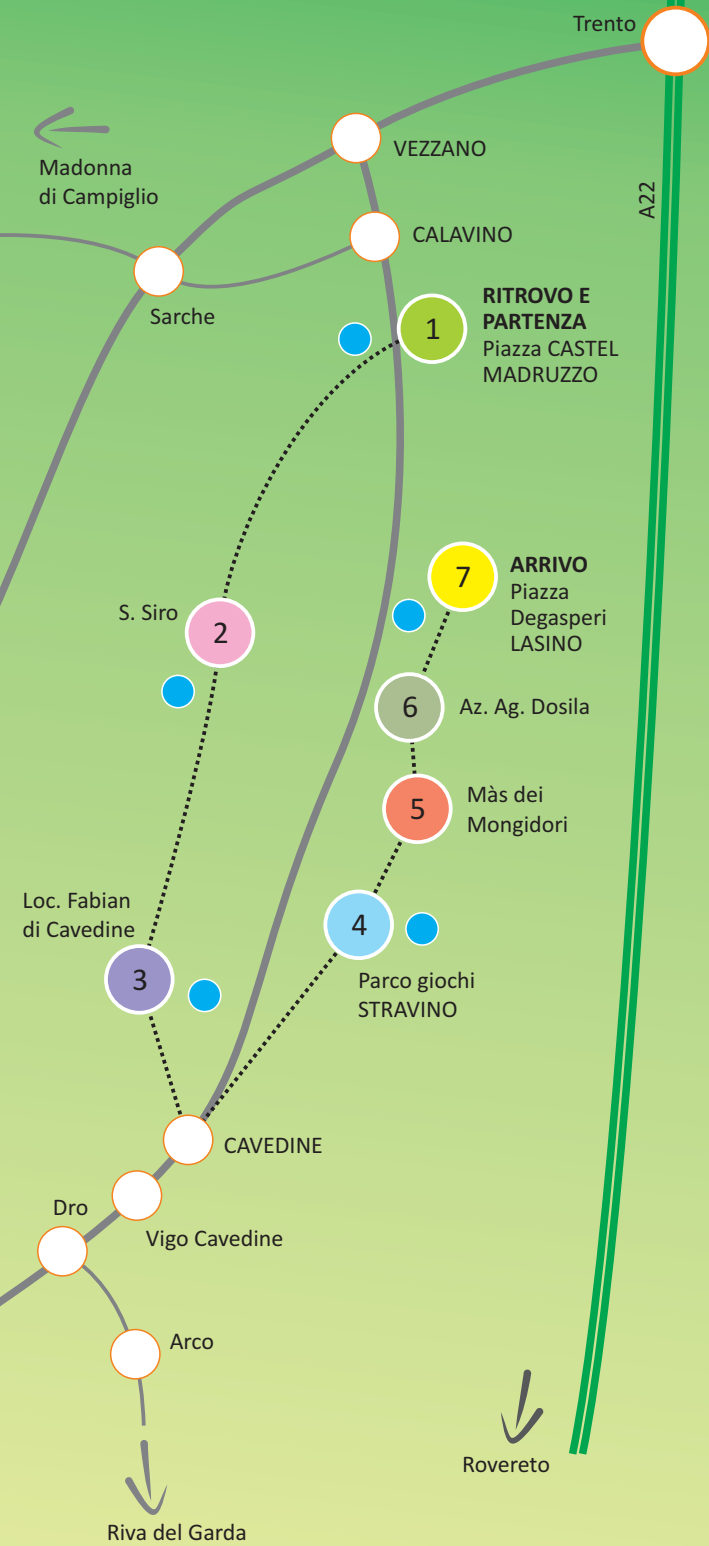 Trento
VEZZANO
Madonna
di Campiglio
A22
CALAVINO
Sarche
1
RITROVO E
PARTENZA
Piazza CASTEL
MADRUZZO
7
ARRIVO
Piazza
Degasperi
LASINO
S. Siro
2
6
Az. Ag. Dosila
5
Màs dei
Mongidori
Loc. Fabian
di Cavedine
4
3
Parco giochi
STRAVINO
CAVEDINE
Dro
Vigo Cavedine
Arco
Rovereto
Riva del Garda